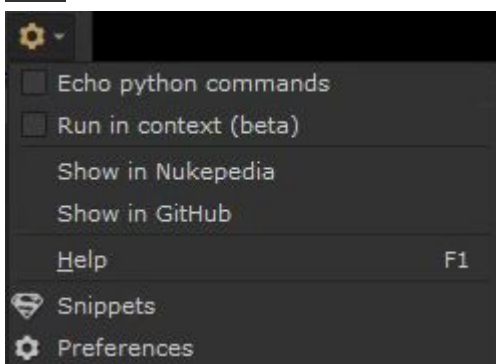 Echo python commands
Run in context (beta)
Show in Nukepedia
Show in GitHub
Help F1
Snippets
Preferences